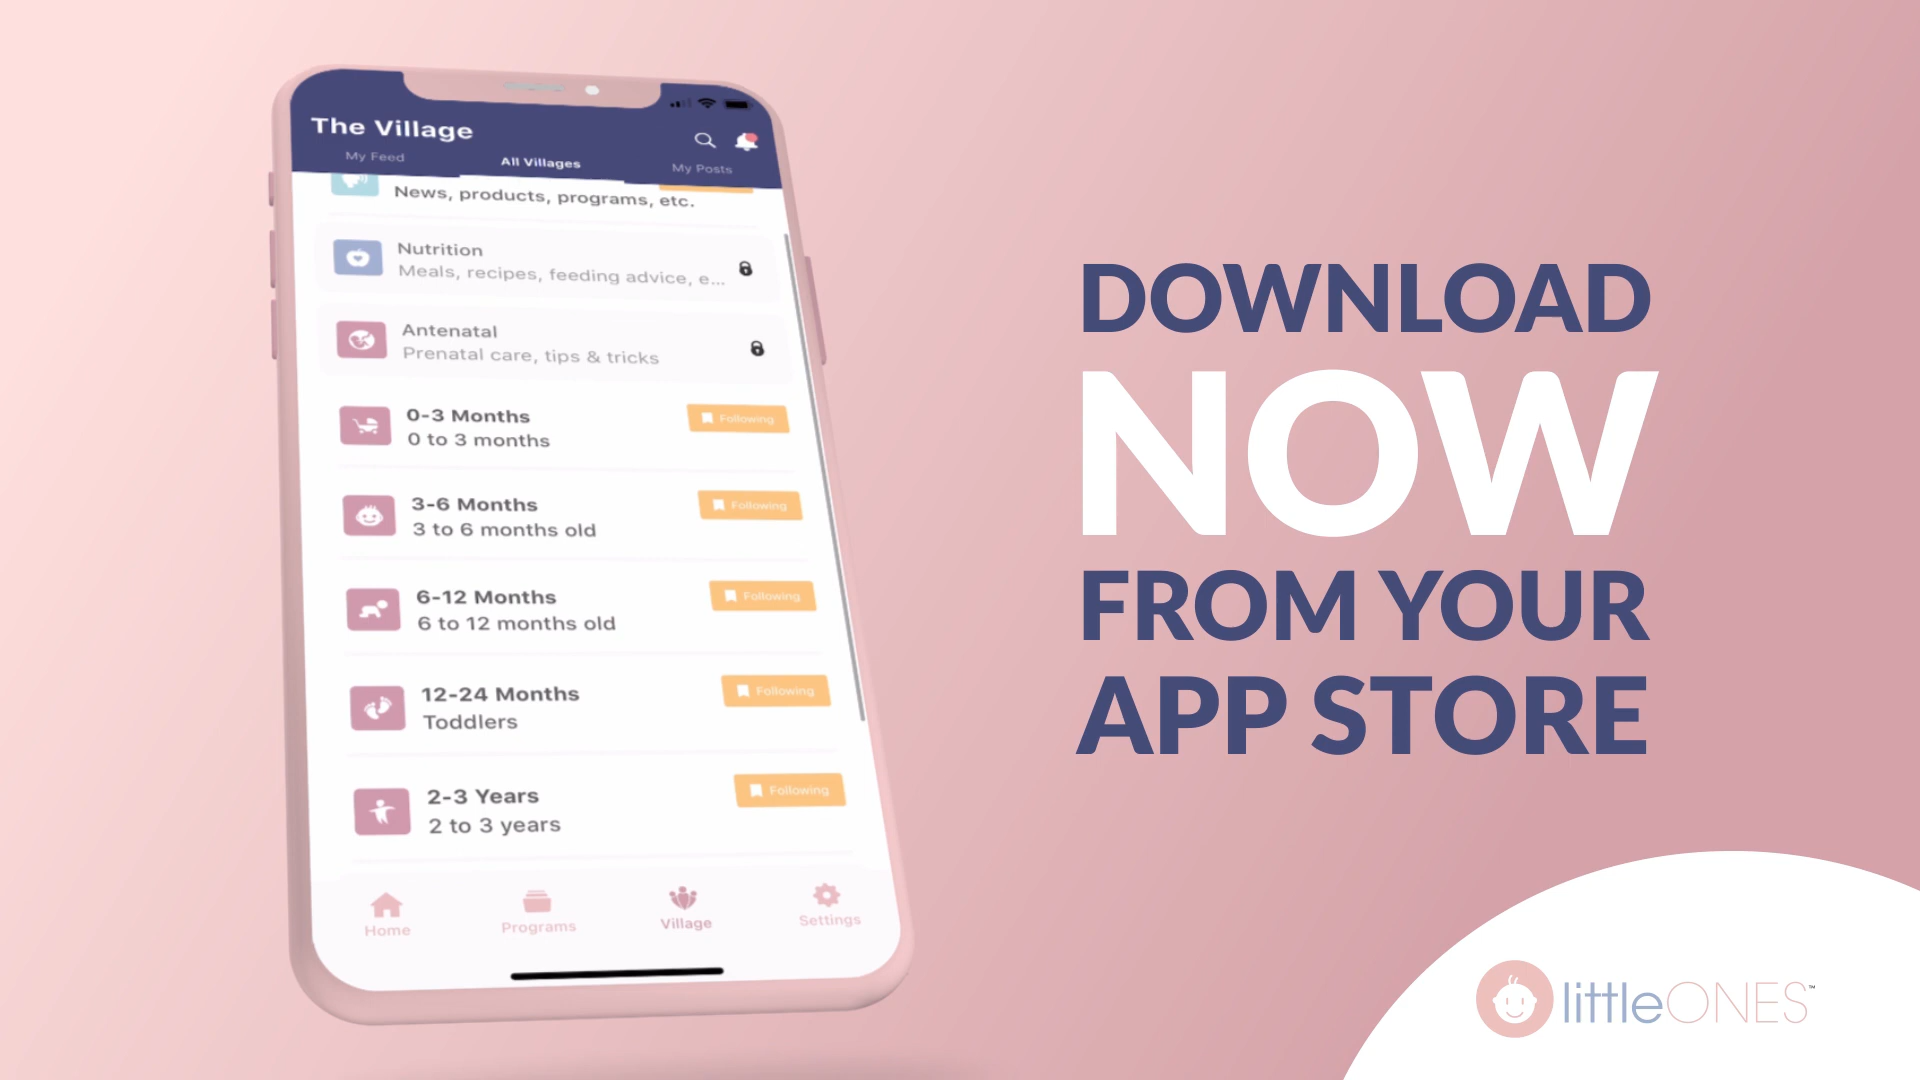 The Village
My Feed
All Villages
My Posts
News, products, programs, etc.
Nutrition
Meals, recipes, feeding advice, e...
Antenatal
Prenatal care, tips & tricks
0-3 Months
0 to 3 months
Following
3-6 Months
3 to 6 months old
Following
6-12 Months
6 to 12 months old
Following
12-24 Months
Toddlers
Following
2-3 Years
2 to 3 years
Following
Home
Programs
Village
Settings
DOWNLOAD
NOW
FROM YOUR
APP STORE
littleONES™